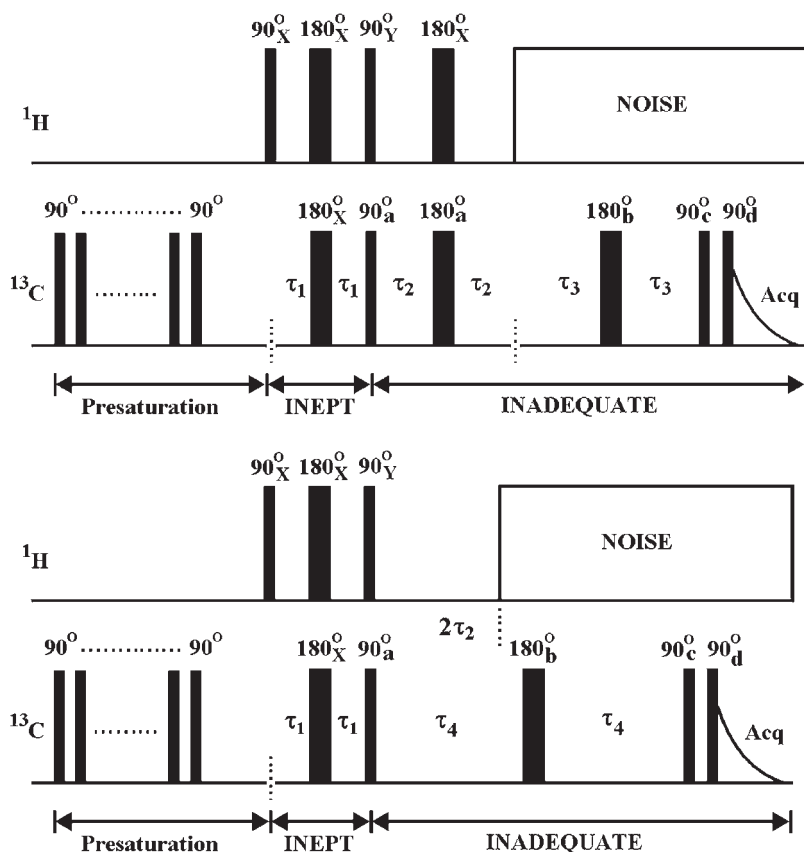 90°X 180°X 90°Y 180°X
¹H NOISE
90° .................. 90° 180°X 90°a 180°a 180°b 90°c 90°d
¹³C .......... τ1 τ1 τ2 τ2 τ3 τ3 Acq
Presaturation INEPT INADEQUATE
90°X 180°X 90°Y
¹H NOISE
2τ2
90° .................. 90° 180°X 90°a 180°b 90°c 90°d
¹³C .......... τ1 τ1 τ4 τ4 Acq
Presaturation INEPT INADEQUATE